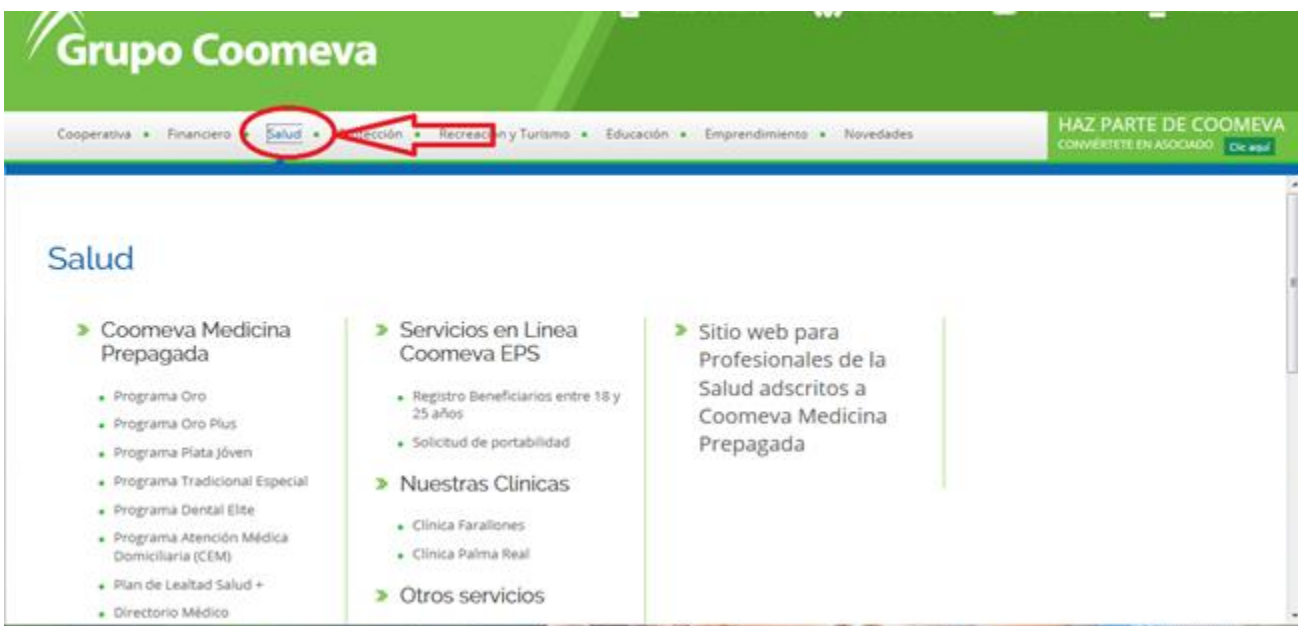 Grupo Coomeva
Cooperativa • Financiero • Salud • Protección • Recreación y Turismo • Educación • Emprendimiento • Novedades
HAZ PARTE DE COOMEVA
CONVIÉRTETE EN ASOCIADO Clic aquí
Salud
Coomeva Medicina
Prepagada
Programa Oro
Programa Oro Plus
Programa Plata Jóven
Programa Tradicional Especial
Programa Dental Elite
Programa Atención Médica
Domiciliaria (CEM)
Plan de Lealtad Salud +
Directorio Médico
Servicios en Linea
Coomeva EPS
Registro Beneficiarios entre 18 y
25 años
Solicitud de portabilidad
Nuestras Clínicas
Clínica Farallones
Clínica Palma Real
Otros servicios
Sitio web para
Profesionales de la
Salud adscritos a
Coomeva Medicina
Prepagada